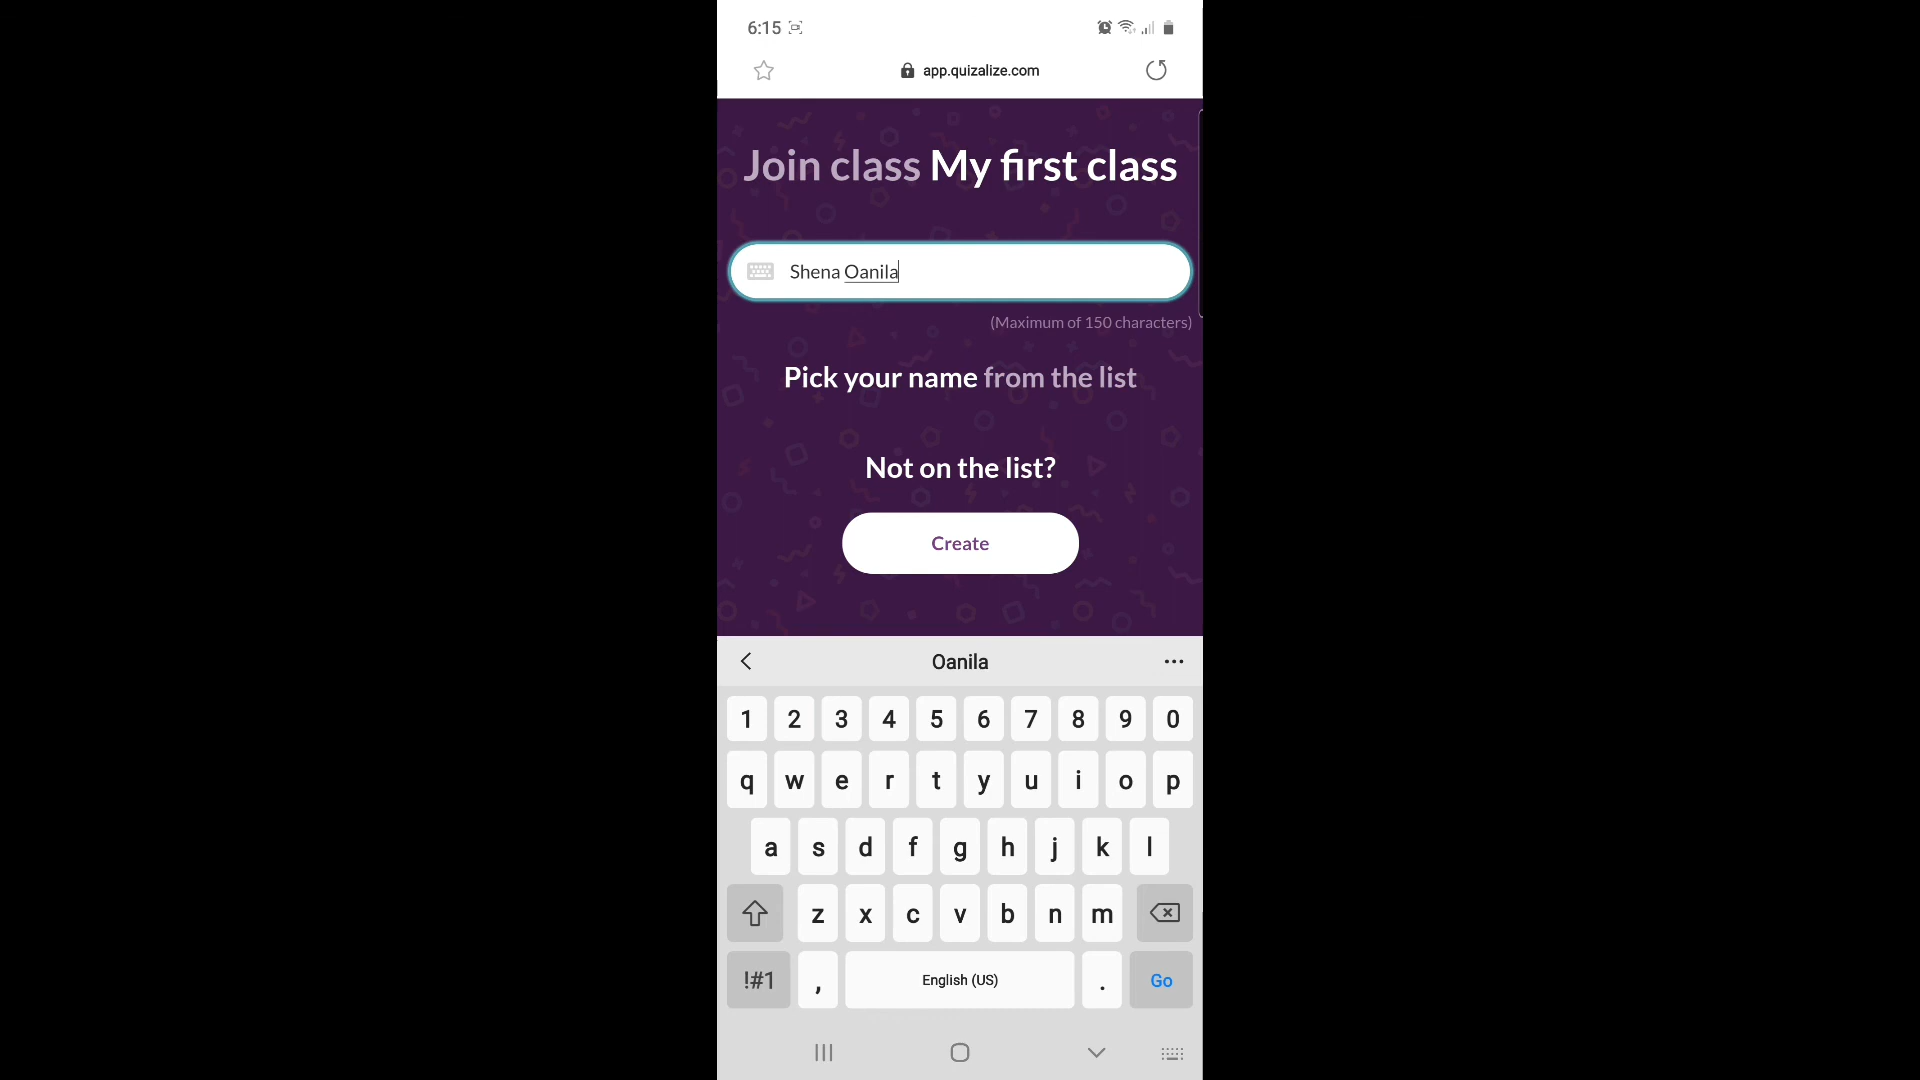 6:15
app.quizalize.com
Join class My first class
Shena Oanila
(Maximum of 150 characters)
Pick your name from the list
Not on the list?
Create
Oanila
1 2 3 4 5 6 7 8 9 0
q w e r t y u i o p
a s d f g h j k l
z x c v b n m
!#1 , English (US) . Go